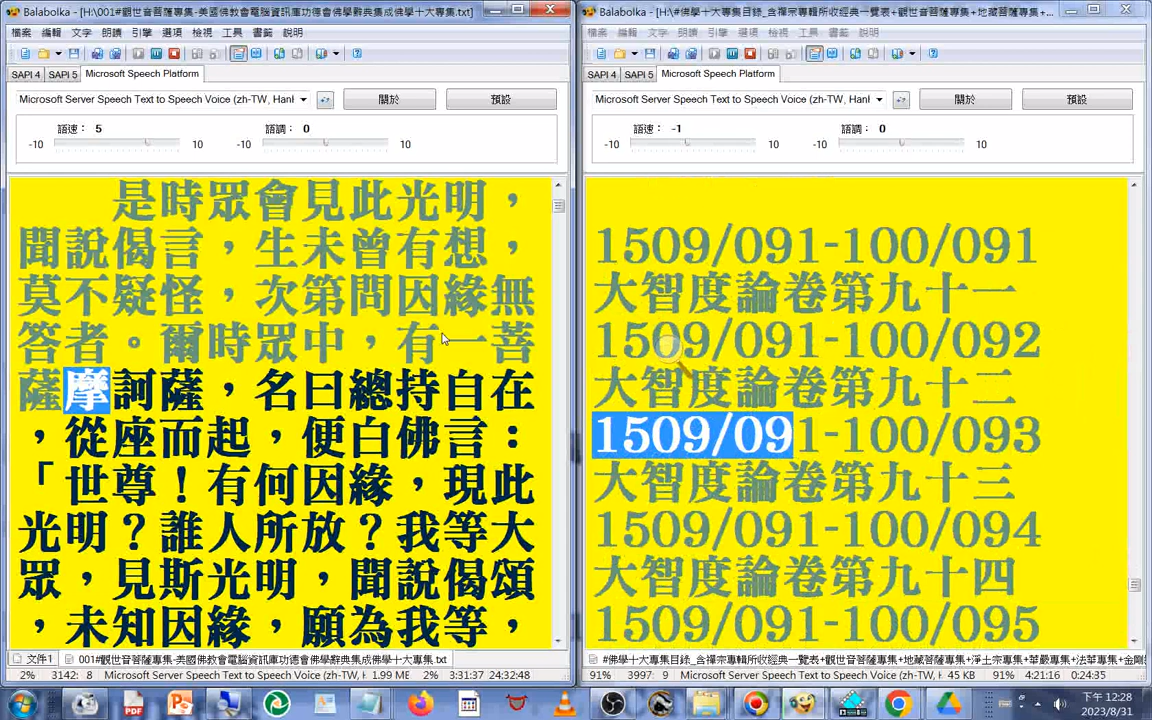 Balabolka - [H:\001#觀世音菩薩專集-美國佛教會電腦資訊庫功德會佛學辭典集成佛學十大專集.txt]
檔案 編輯 文字 朗讀 引擎 選項 檢視 工具 書籤 說明
SAPI 4 SAPI 5 Microsoft Speech Platform
Microsoft Server Speech Text to Speech Voice (zh-TW, Hanl
關於 預設
語速： 5 語調： 0
-10 10 -10 10
是時眾會見此光明，
聞說偈言，生未曾有想，
莫不疑怪，次第問因緣無
答者。爾時眾中，有一菩
薩摩訶薩，名曰總持自在
，從座而起，便白佛言：
「世尊！有何因緣，現此
光明？誰人所放？我等大
眾，見斯光明，聞說偈頌
，未知因緣，願為我等，
文件1 001#觀世音菩薩專集-美國佛教會電腦資訊庫功德會佛學辭典集成佛學十大專集.txt
2% 3142: 8 Microsoft Server Speech Text to Speech Voice (zh-TW, H 1.99 ME 2% 3:31:37 24:32:48
Balabolka - [H:\#佛學十大專集目錄_含禪宗專輯所收經典一覽表+觀世音菩薩專集+地藏菩薩專集+...
檔案 編輯 文字 朗讀 引擎 選項 檢視 工具 書籤 說明
SAPI 4 SAPI 5 Microsoft Speech Platform
Microsoft Server Speech Text to Speech Voice (zh-TW, Hanl
關於 預設
語速： -1 語調： 0
-10 10 -10 10
1509/091-100/091
大智度論卷第九十一
1509/091-100/092
大智度論卷第九十二
1509/091-100/093
大智度論卷第九十三
1509/091-100/094
大智度論卷第九十四
1509/091-100/095
#佛學十大專集目錄_含禪宗專輯所收經典一覽表+觀世音菩薩專集+地藏菩薩專集+淨土宗專集+華嚴專集+法華專集+金剛
91% 3997: 9 Microsoft Server Speech Text to Speech Voice (zh-TW, H 45 KB 91% 4:21:16 0:24:35
下午 12:28
2023/8/31